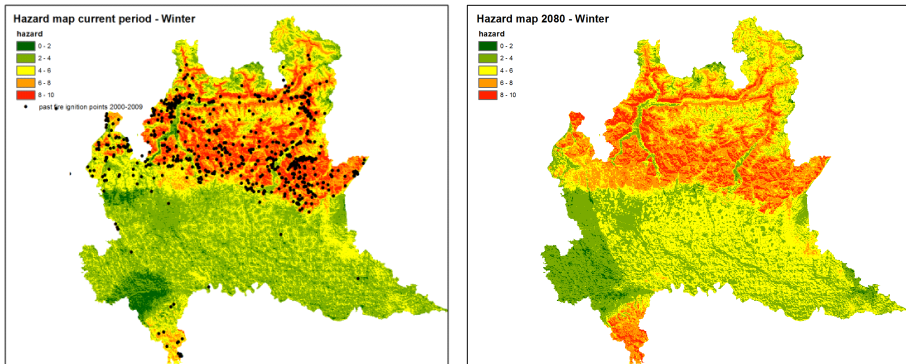 Hazard map current period - Winter
hazard
0 - 2
2 - 4
4 - 6
6 - 8
8 - 10
past fire ignition points 2000-2009
Hazard map 2080 - Winter
hazard
0 - 2
2 - 4
4 - 6
6 - 8
8 - 10